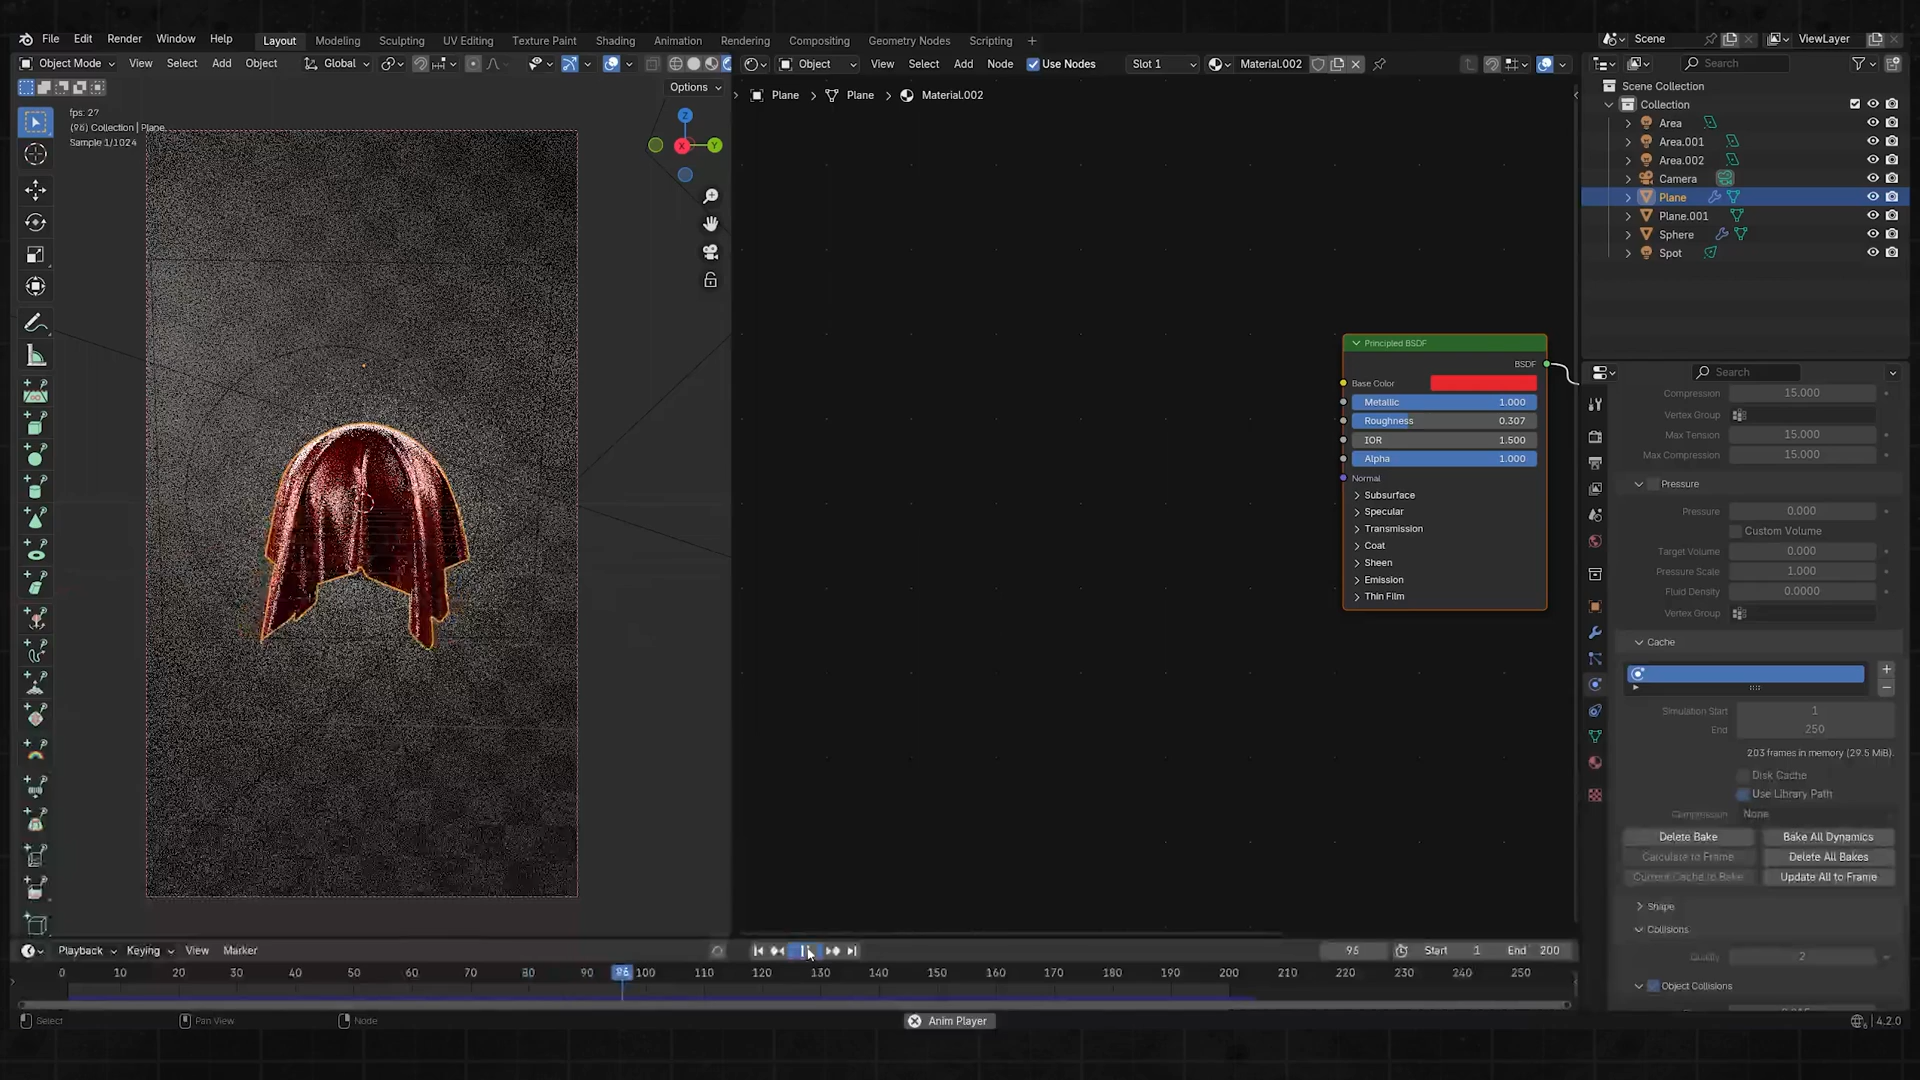 File Edit Render Window Help
Layout Modeling Sculpting UV Editing Texture Paint Shading Animation Rendering Compositing Geometry Nodes Scripting +
Scene
ViewLayer
Object Mode View Select Add Object Global
Object View Select Add Node Use Nodes Slot 1 Material.002
Search
Options
fps: 27
(96) Collection | Plane
Sample 1/1024
Z
X
Y
Plane > Plane > Material.002
Scene Collection
Collection
Area
Area.001
Area.002
Camera
Plane
Plane.001
Sphere
Spot
Principled BSDF
BSDF
Base Color
Metallic 1.000
Roughness 0.307
IOR 1.500
Alpha 1.000
Normal
Subsurface
Specular
Transmission
Coat
Sheen
Emission
Thin Film
Search
Compression 15.000
Vertex Group
Max Tension 15.000
Max Compression 15.000
Pressure
Pressure 0.000
Custom Volume
Target Volume 0.000
Pressure Scale 1.000
Fluid Density 0.0000
Vertex Group
Cache
Simulation Start 1
End 250
203 frames in memory (29.5 MiB).
Disk Cache
Use Library Path
Compression None
Delete Bake Bake All Dynamics
Calculate to Frame Delete All Bakes
Current Cache to Bake Update All to Frame
Shape
Collisions
Quality 2
Object Collisions
Playback Keying View Marker
96 Start 1 End 200
0 10 20 30 40 50 60 70 80 90 96 100 110 120 130 140 150 160 170 180 190 200 210 220 230 240 250
Select Pan View Node
Anim Player
4.2.0